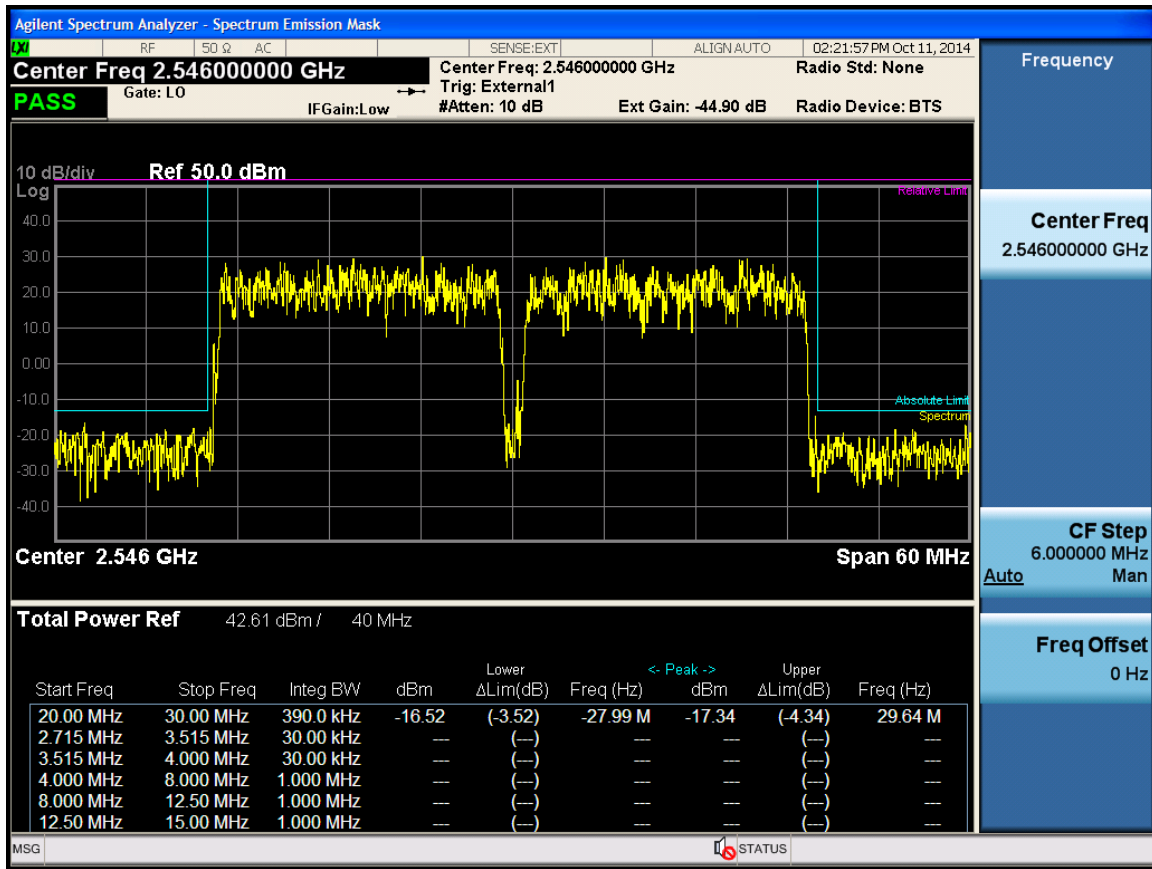 Agilent Spectrum Analyzer - Spectrum Emission Mask
LXI RF 50 Ω AC SENSE:EXT ALIGN AUTO 02:21:57 PM Oct 11, 2014
Center Freq 2.546000000 GHz
Center Freq: 2.546000000 GHz
Radio Std: None
PASS
Gate: LO
IFGain:Low
Trig: External1
#Atten: 10 dB
Ext Gain: -44.90 dB
Radio Device: BTS
10 dB/div
Ref 50.0 dBm
Log
Relative Limit
40.0
30.0
20.0
10.0
0.00
-10.0
Absolute Limit
Spectrum
-20.0
-30.0
-40.0
Center 2.546 GHz
Span 60 MHz
Total Power Ref 42.61 dBm / 40 MHz
Lower <- Peak -> Upper
Start Freq Stop Freq Integ BW dBm ΔLim(dB) Freq (Hz) dBm ΔLim(dB) Freq (Hz)
20.00 MHz 30.00 MHz 390.0 kHz -16.52 (-3.52) -27.99 M -17.34 (-4.34) 29.64 M
2.715 MHz 3.515 MHz 30.00 kHz --- (---) --- --- (---) ---
3.515 MHz 4.000 MHz 30.00 kHz --- (---) --- --- (---) ---
4.000 MHz 8.000 MHz 1.000 MHz --- (---) --- --- (---) ---
8.000 MHz 12.50 MHz 1.000 MHz --- (---) --- --- (---) ---
12.50 MHz 15.00 MHz 1.000 MHz --- (---) --- --- (---) ---
MSG
STATUS
Frequency
Center Freq
2.546000000 GHz
CF Step
6.000000 MHz
Auto Man
Freq Offset
0 Hz